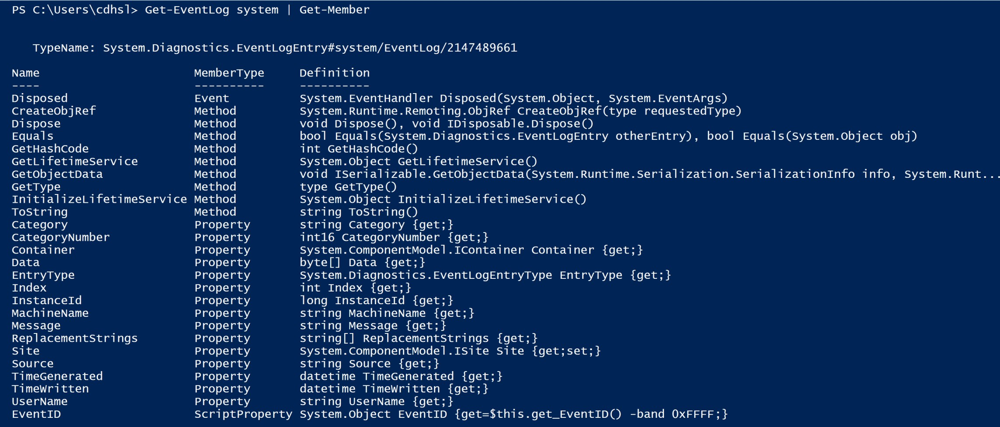 PS C:\Users\cdhsl> Get-EventLog system | Get-Member
TypeName: System.Diagnostics.EventLogEntry#system/EventLog/2147489661
Name MemberType Definition
---- ---------- ----------
Disposed Event System.EventHandler Disposed(System.Object, System.EventArgs)
CreateObjRef Method System.Runtime.Remoting.ObjRef CreateObjRef(type requestedType)
Dispose Method void Dispose(), void IDisposable.Dispose()
Equals Method bool Equals(System.Diagnostics.EventLogEntry otherEntry), bool Equals(System.Object obj)
GetHashCode Method int GetHashCode()
GetLifetimeService Method System.Object GetLifetimeService()
GetObjectData Method void ISerializable.GetObjectData(System.Runtime.Serialization.SerializationInfo info, System.Runt...
GetType Method type GetType()
InitializeLifetimeService Method System.Object InitializeLifetimeService()
ToString Method string ToString()
Category Property string Category {get;}
CategoryNumber Property int16 CategoryNumber {get;}
Container Property System.ComponentModel.IContainer Container {get;}
Data Property byte[] Data {get;}
EntryType Property System.Diagnostics.EventLogEntryType EntryType {get;}
Index Property int Index {get;}
InstanceId Property long InstanceId {get;}
MachineName Property string MachineName {get;}
Message Property string Message {get;}
ReplacementStrings Property string[] ReplacementStrings {get;}
Site Property System.ComponentModel.ISite Site {get;set;}
Source Property string Source {get;}
TimeGenerated Property datetime TimeGenerated {get;}
TimeWritten Property datetime TimeWritten {get;}
UserName Property string UserName {get;}
EventID ScriptProperty System.Object EventID {get=$this.get_EventID() -band 0xFFFF;}